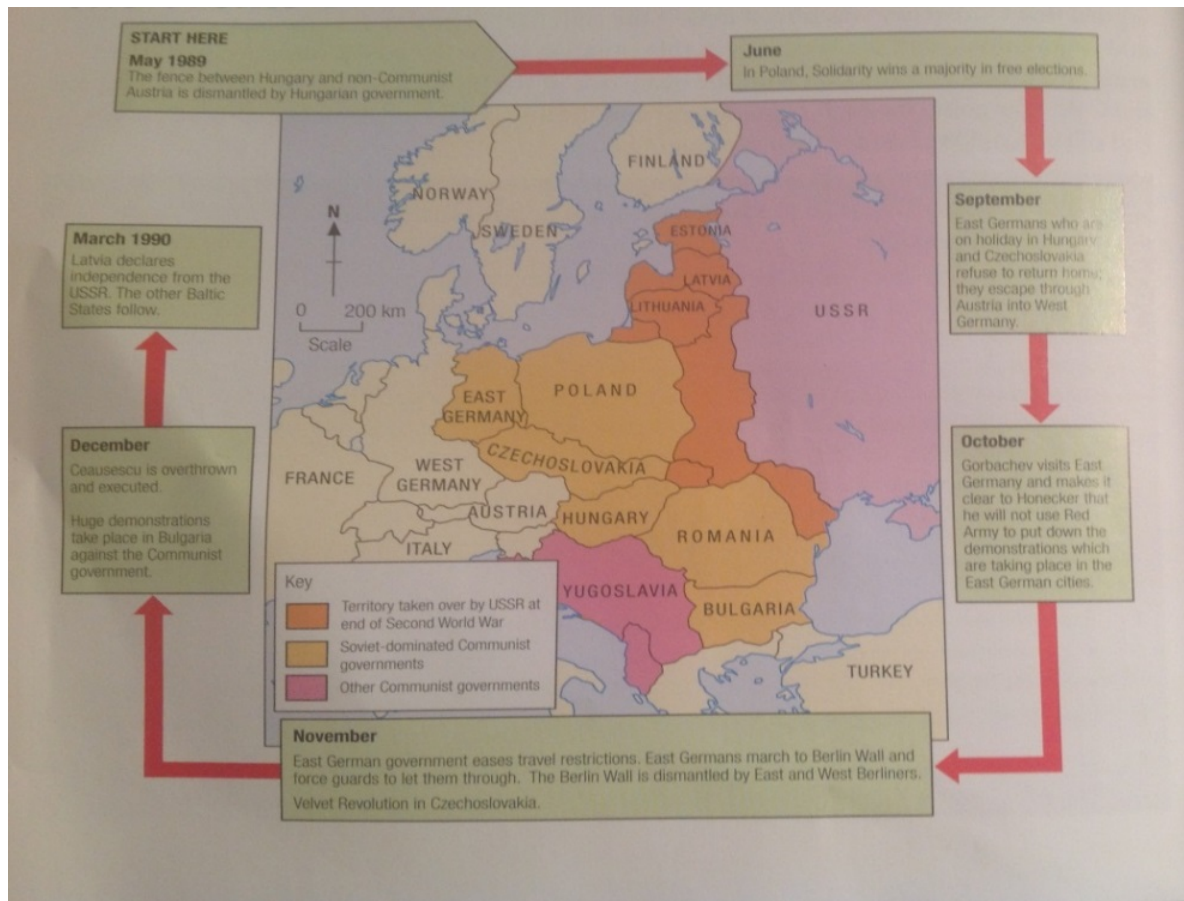 START HERE
May 1989
The fence between Hungary and non-Communist
Austria is dismantled by Hungarian government.
June
In Poland, Solidarity wins a majority in free elections.
September
East Germans who are
on holiday in Hungary
and Czechoslovakia
refuse to return home;
they escape through
Austria into West
Germany.
October
Gorbachev visits East
Germany and makes it
clear to Honecker that
he will not use Red
Army to put down the
demonstrations which
are taking place in the
East German cities.
November
East German government eases travel restrictions. East Germans march to Berlin Wall and
force guards to let them through. The Berlin Wall is dismantled by East and West Berliners.
Velvet Revolution in Czechoslovakia.
December
Ceausescu is overthrown
and executed.
Huge demonstrations
take place in Bulgaria
against the Communist
government.
March 1990
Latvia declares
independence from the
USSR. The other Baltic
States follow.
FINLAND
NORWAY
SWEDEN
N
0 200 km
Scale
ESTONIA
LATVIA
LITHUANIA
USSR
EAST
GERMANY
POLAND
CZECHOSLOVAKIA
FRANCE
WEST
GERMANY
AUSTRIA
HUNGARY
ROMANIA
ITALY
YUGOSLAVIA
BULGARIA
TURKEY
Key
Territory taken over by USSR at
end of Second World War
Soviet-dominated Communist
governments
Other Communist governments